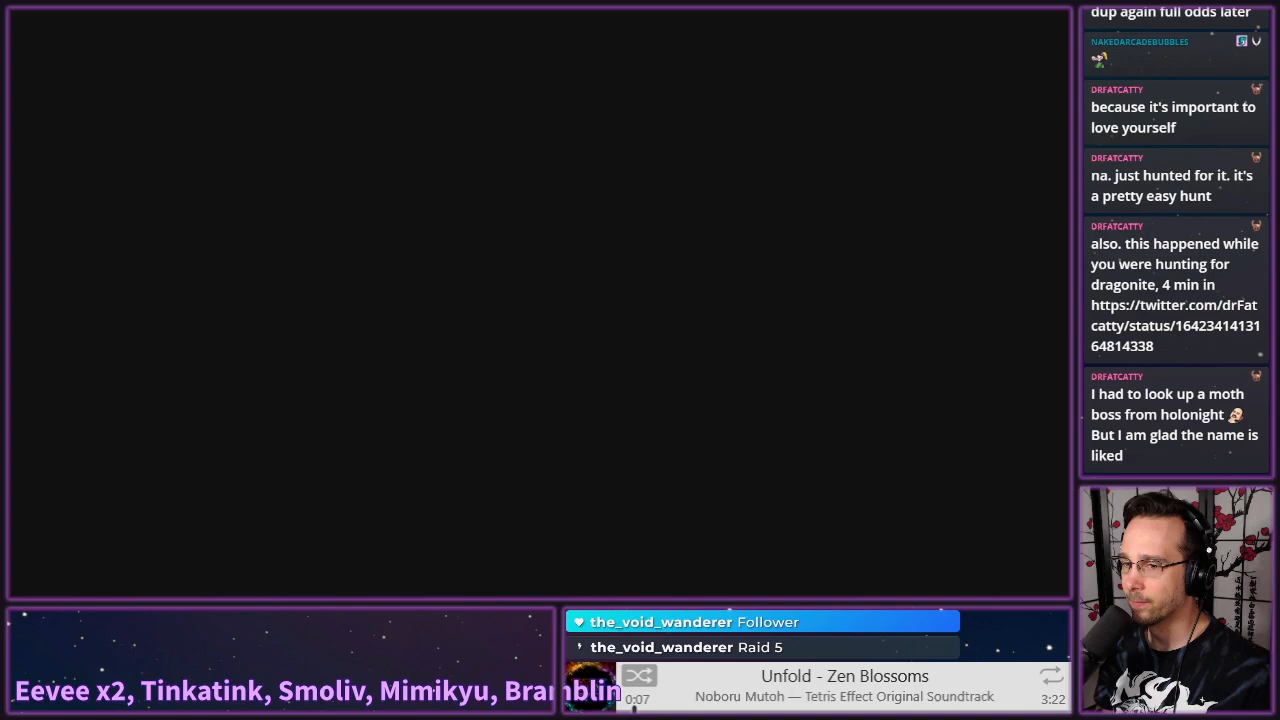 dup again full odds later
NAKEDARCADEBUBBLES
DRFATCATTY
because it's important to
love yourself
DRFATCATTY
na. just hunted for it. it's
a pretty easy hunt
DRFATCATTY
also. this happened while
you were hunting for
dragonite, 4 min in
https://twitter.com/drFat
catty/status/16423414131
64814338
DRFATCATTY
I had to look up a moth
boss from holonight
But I am glad the name is
liked
the_void_wanderer Follower
the_void_wanderer Raid 5
Eevee x2, Tinkatink, Smoliv, Mimikyu, Bramblin
Unfold - Zen Blossoms
0:07
Noboru Mutoh — Tetris Effect Original Soundtrack
3:22